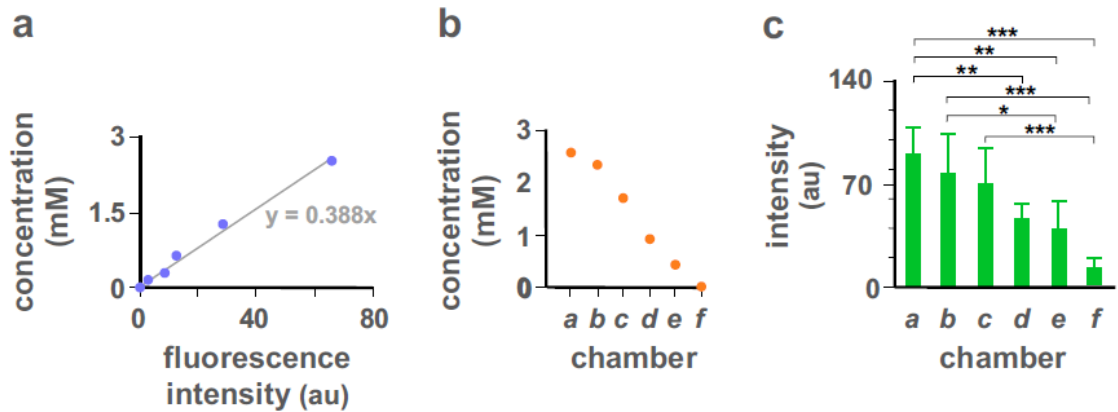 a
concentration
(mM)
3
1.5
0
y = 0.388x
0 40 80
fluorescence
intensity (au)
b
concentration
(mM)
3
2
1
0
a b c d e f
chamber
c
***
**
**
***
*
***
intensity
(au)
140
70
0
a b c d e f
chamber